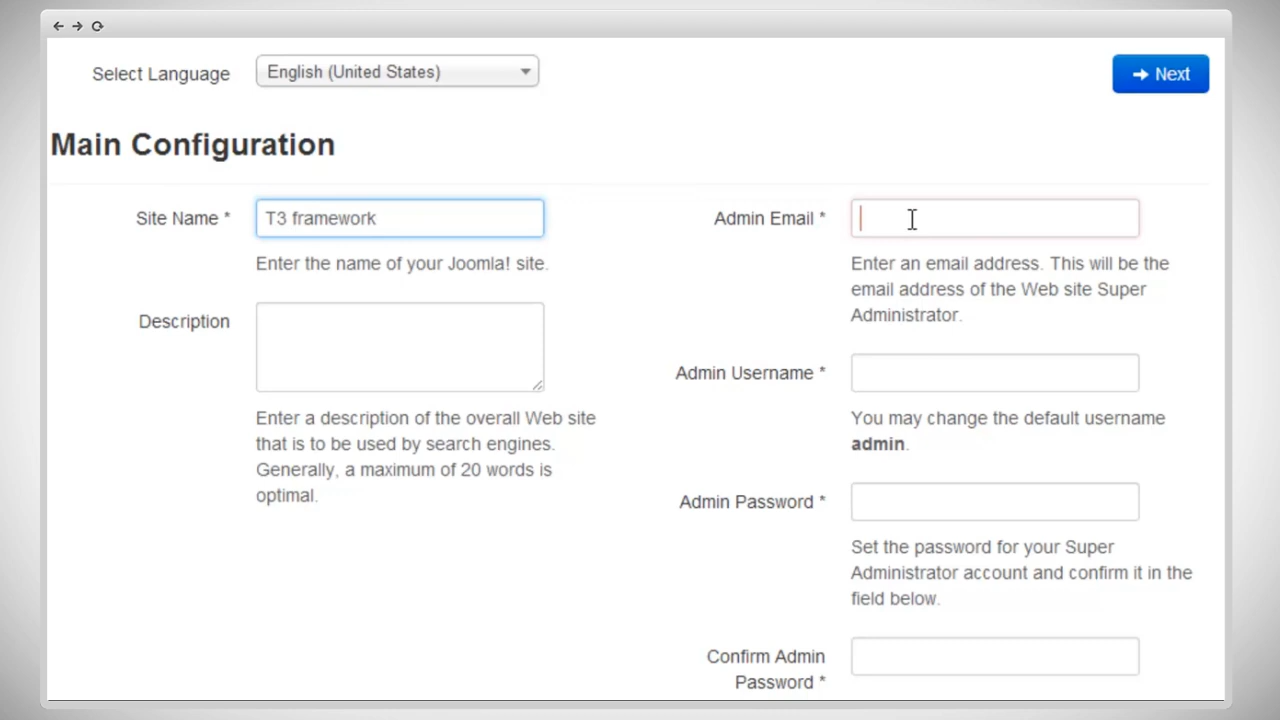 Select Language
English (United States)
Next
Main Configuration
Site Name *
T3 framework
Enter the name of your Joomla! site.
Description
Enter a description of the overall Web site
that is to be used by search engines.
Generally, a maximum of 20 words is
optimal.
Admin Email *
Enter an email address. This will be the
email address of the Web site Super
Administrator.
Admin Username *
You may change the default username
admin.
Admin Password *
Set the password for your Super
Administrator account and confirm it in the
field below.
Confirm Admin
Password *